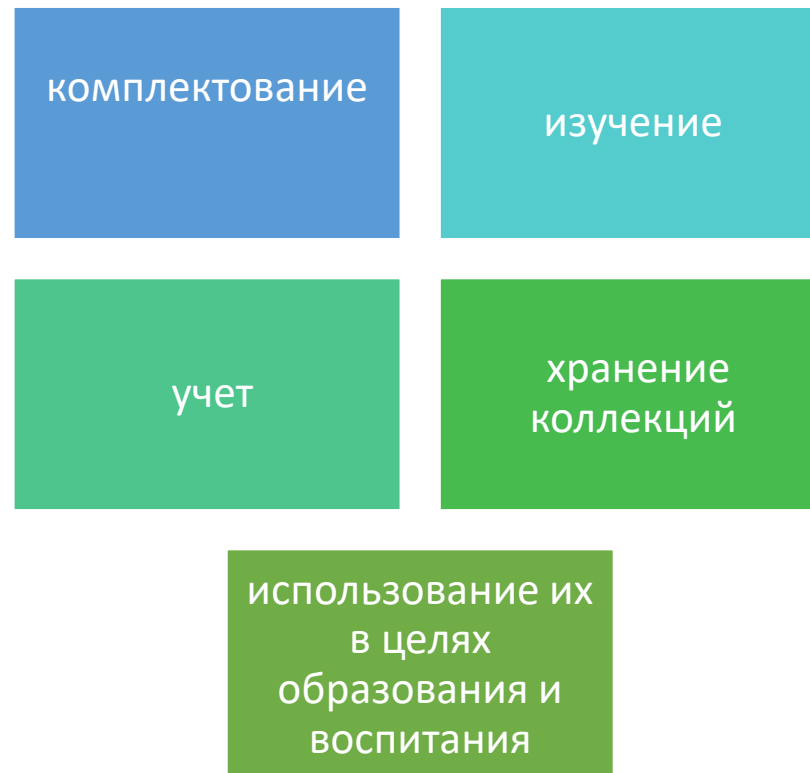 комплектование
изучение
учет
хранение
коллекций
использование их
в целях
образования и
воспитания